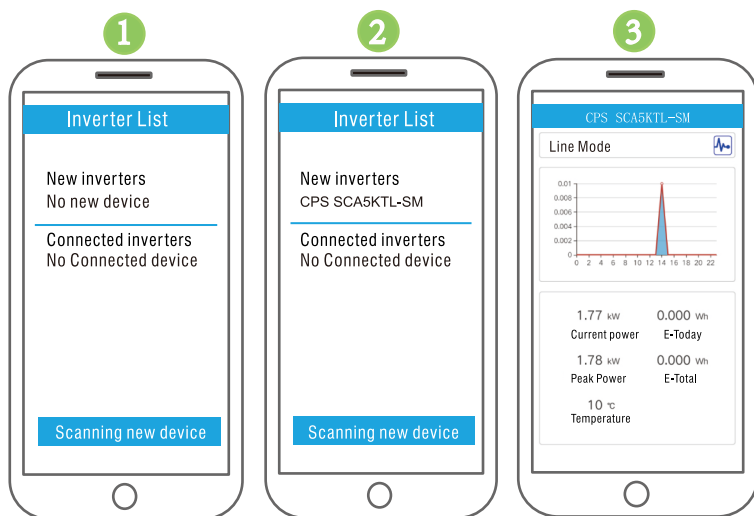 1
Inverter List
New inverters
No new device
Connected inverters
No Connected device
Scanning new device
2
Inverter List
New inverters
CPS SCA5KTL-SM
Connected inverters
No Connected device
Scanning new device
3
CPS SCA5KTL-SM
Line Mode
0.01
0.008
0.006
0.004
0.002
0
0 2 4 6 8 10 12 14 16 18 20 22
1.77 kW 0.000 Wh
Current power E-Today
1.78 kW 0.000 Wh
Peak Power E-Total
10 ℃
Temperature